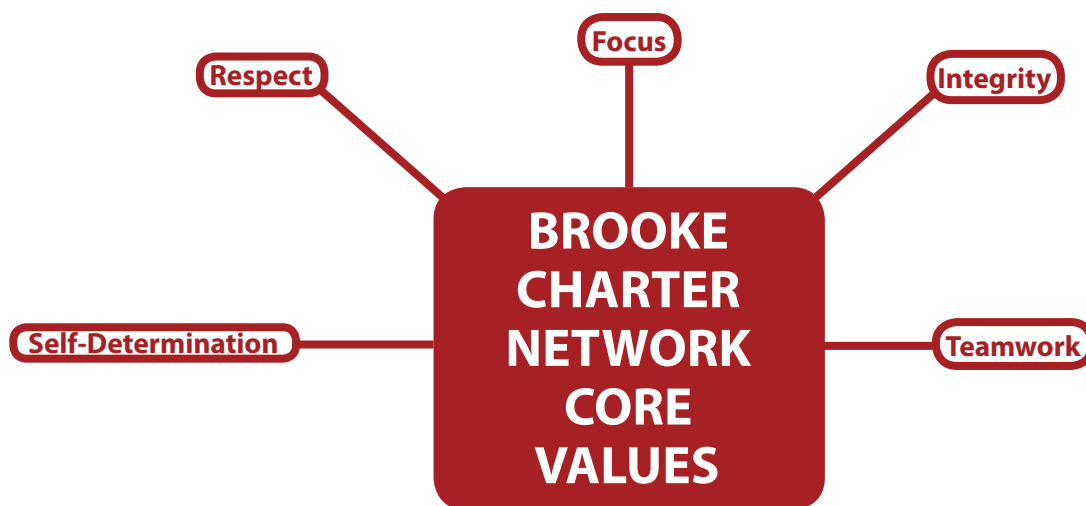 Focus
Respect
Integrity
BROOKE
CHARTER
NETWORK
CORE
VALUES
Self-Determination
Teamwork